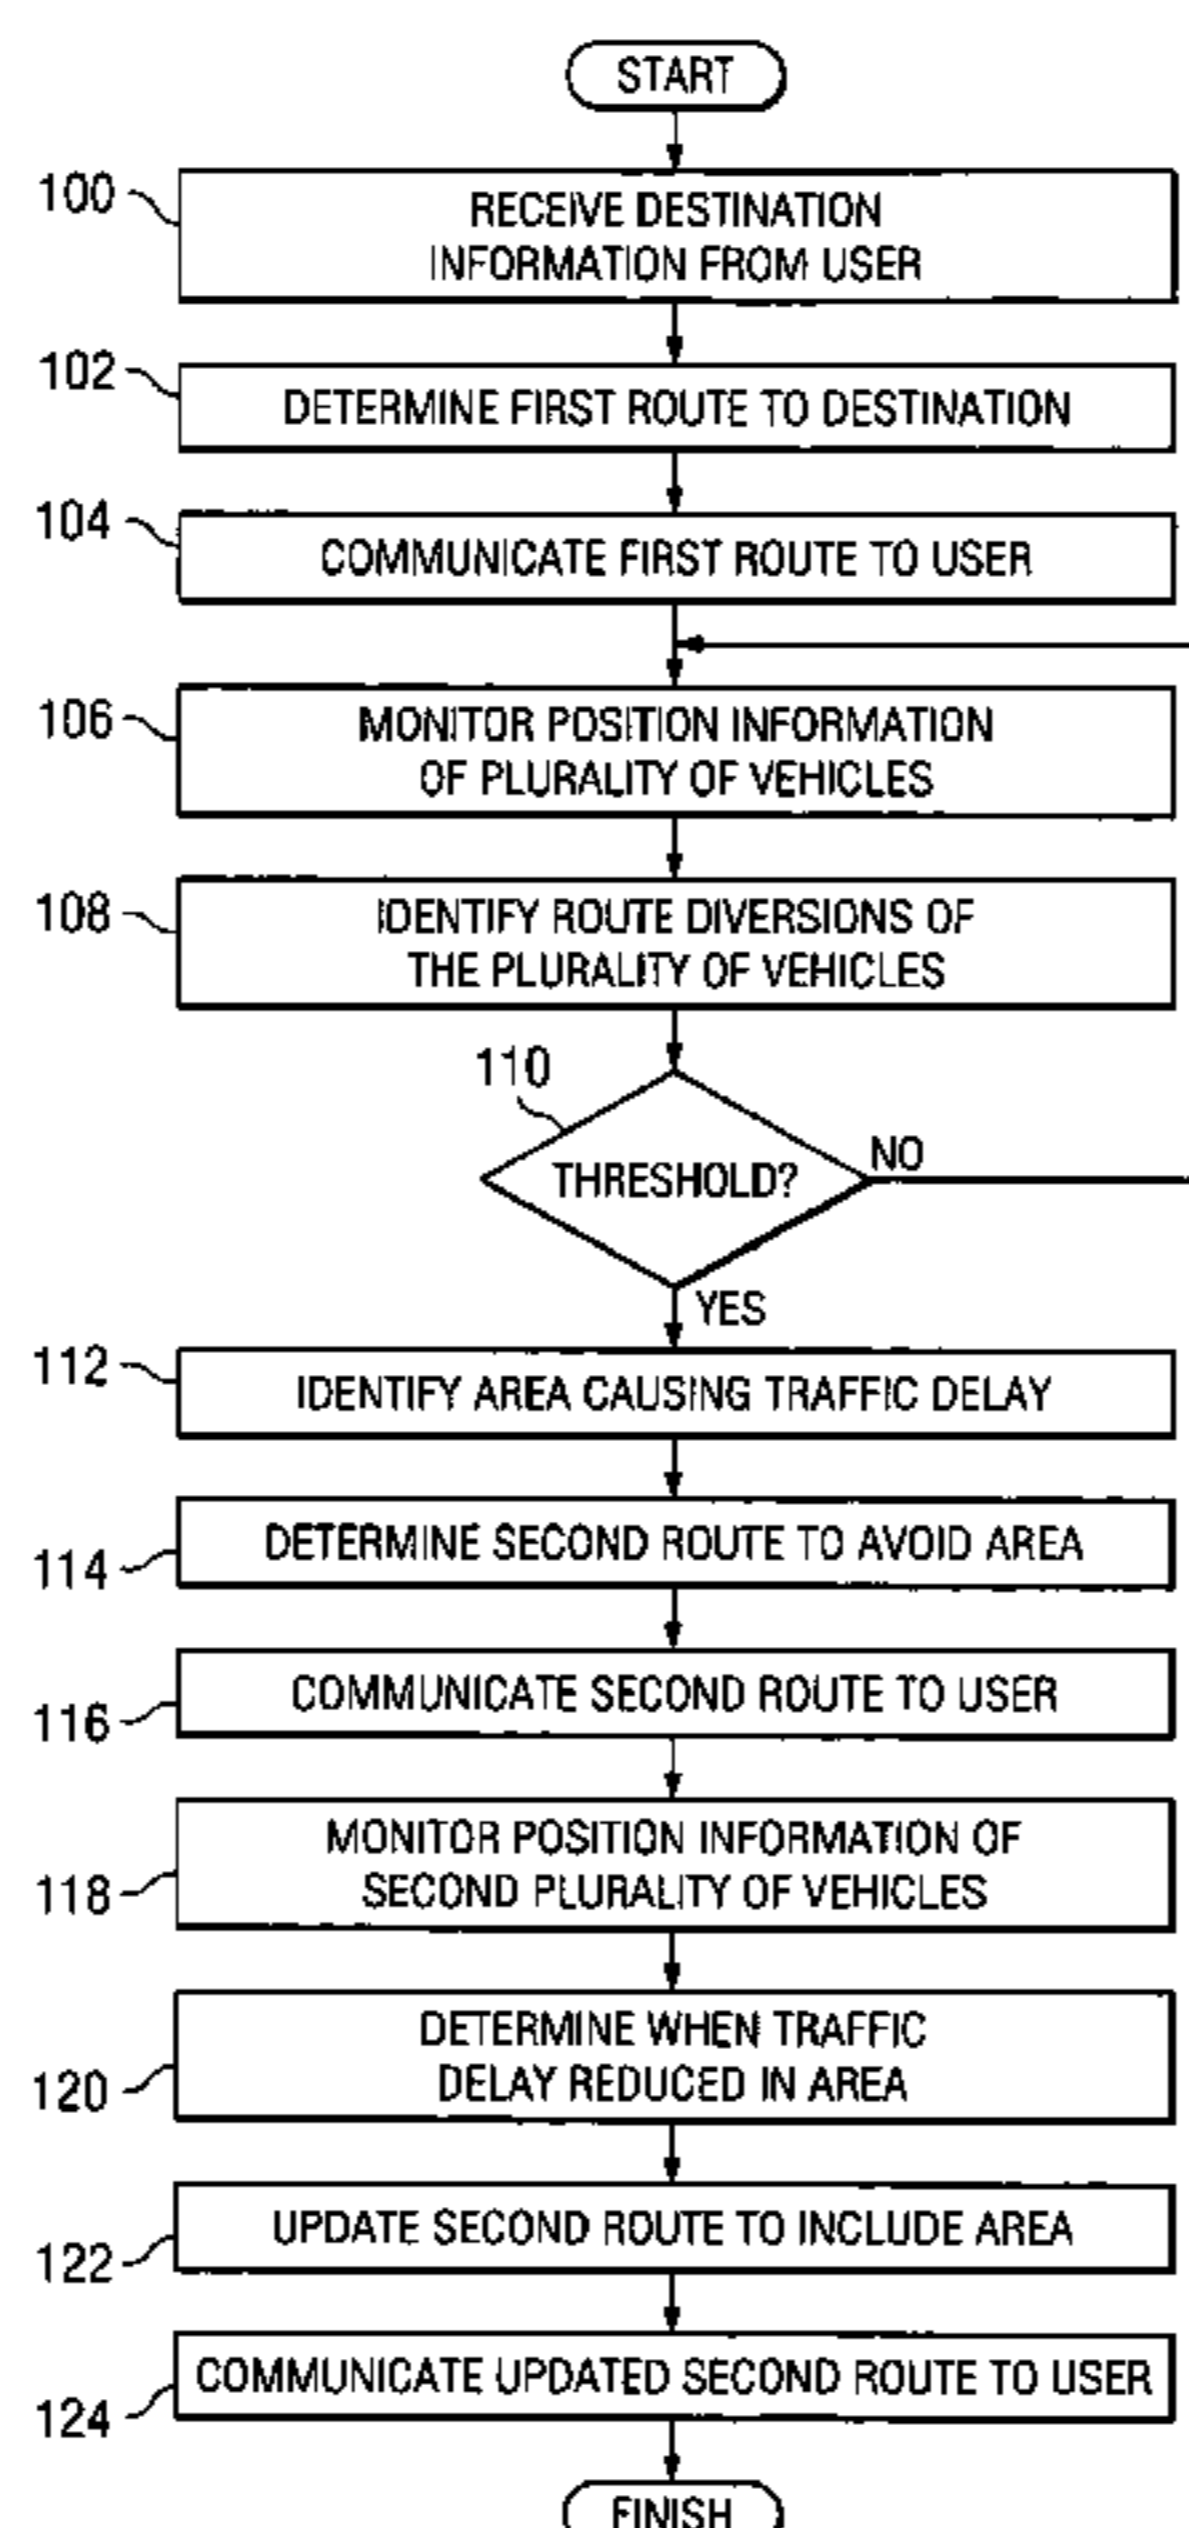 START
100
RECEIVE DESTINATION
INFORMATION FROM USER
102
DETERMINE FIRST ROUTE TO DESTINATION
104
COMMUNICATE FIRST ROUTE TO USER
106
MONITOR POSITION INFORMATION
OF PLURALITY OF VEHICLES
108
IDENTIFY ROUTE DIVERSIONS OF
THE PLURALITY OF VEHICLES
110
THRESHOLD?
NO
YES
112
IDENTIFY AREA CAUSING TRAFFIC DELAY
114
DETERMINE SECOND ROUTE TO AVOID AREA
116
COMMUNICATE SECOND ROUTE TO USER
118
MONITOR POSITION INFORMATION OF
SECOND PLURALITY OF VEHICLES
120
DETERMINE WHEN TRAFFIC
DELAY REDUCED IN AREA
122
UPDATE SECOND ROUTE TO INCLUDE AREA
124
COMMUNICATE UPDATED SECOND ROUTE TO USER
FINISH